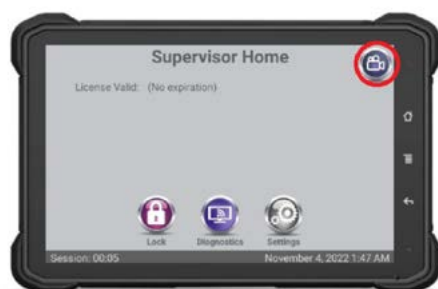 Supervisor Home
License Valid: (No expiration)
Lock Diagnostics Settings
Session: 00:05 November 4, 2022 1:47 AM